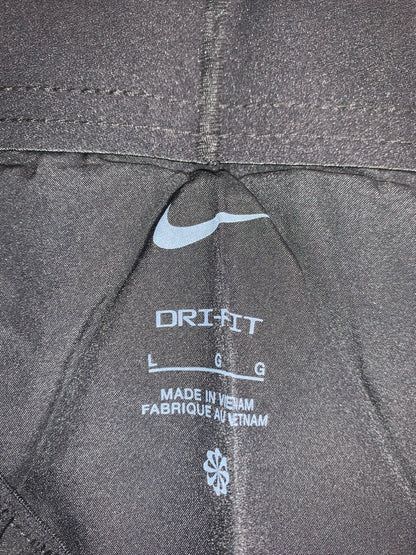 DRI-FIT
L G G
MADE IN VIETNAM
FABRIQUE AU VIETNAM